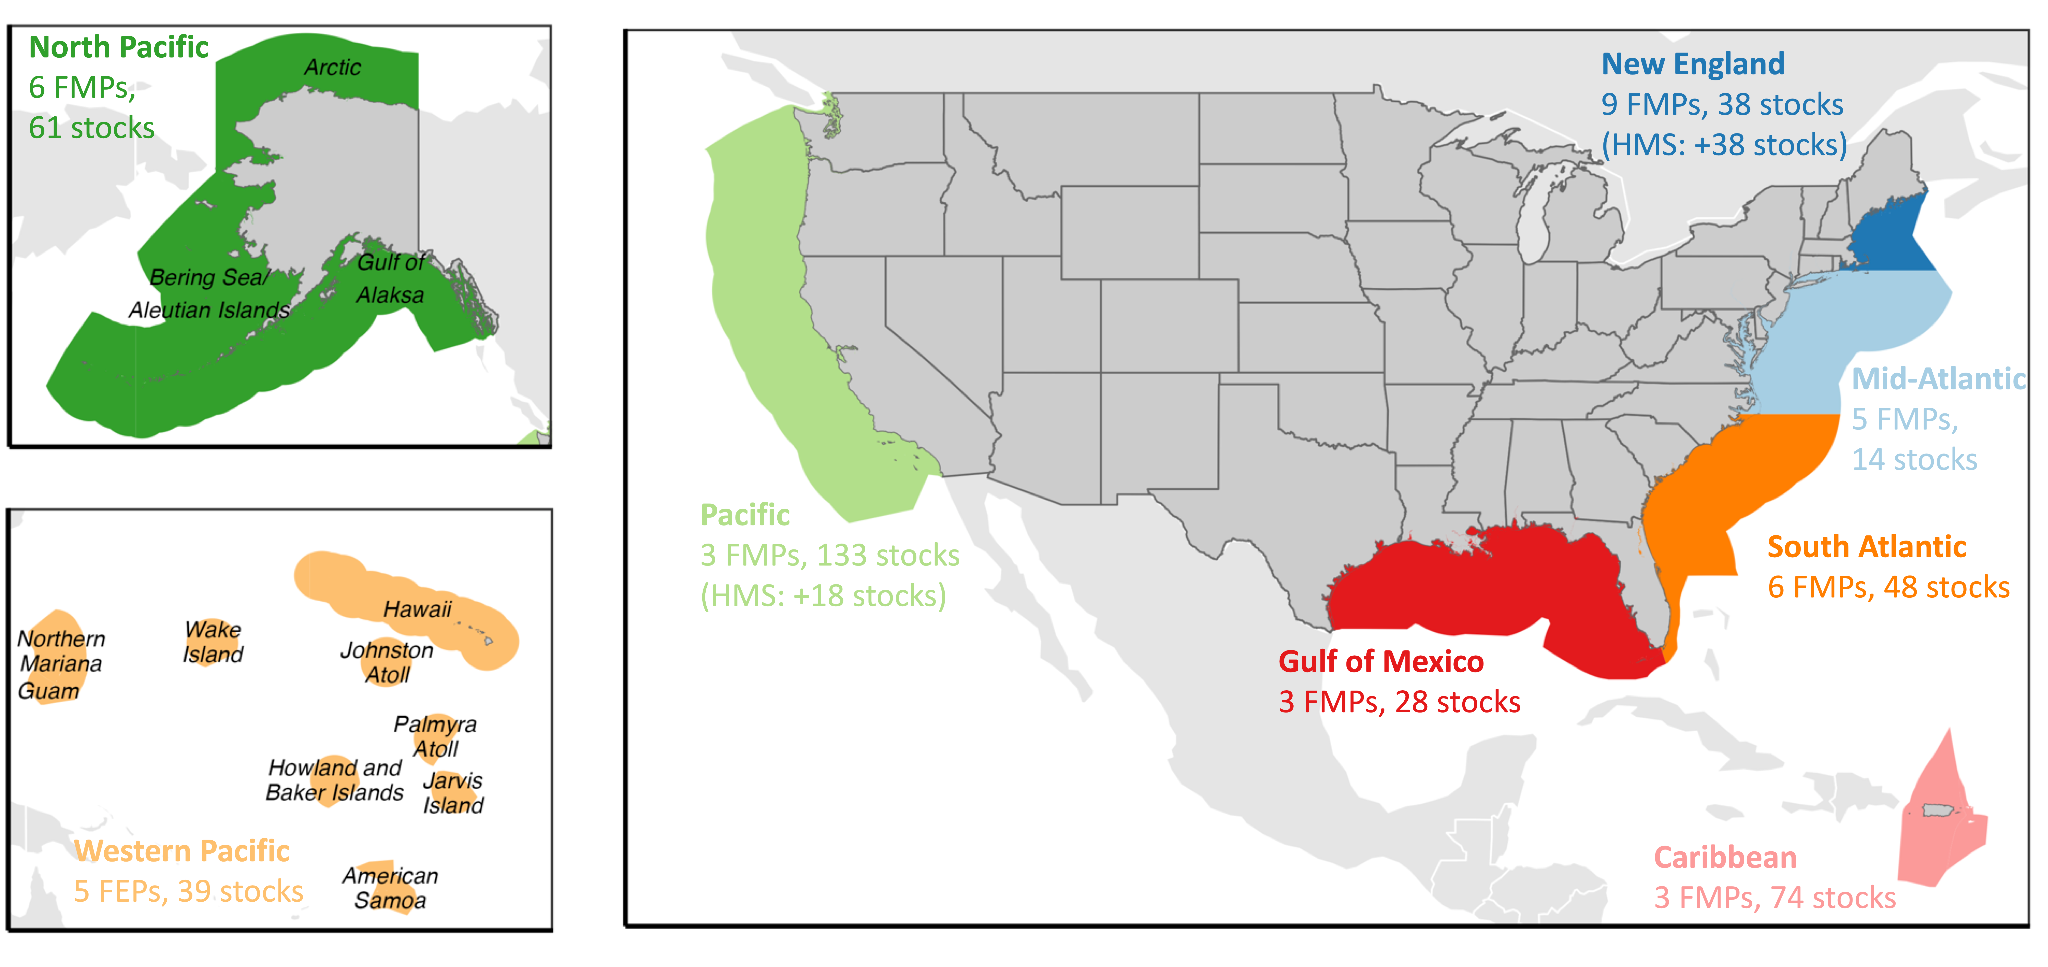 North Pacific
6 FMPs,
61 stocks
Arctic
Bering Sea/
Aleutian Islands
Gulf of
Alaksa
Northern
Mariana
Guam
Wake
Island
Hawaii
Johnston
Atoll
Palmyra
Atoll
Howland and
Baker Islands
Jarvis
Island
Western Pacific
5 FEPs, 39 stocks
American
Samoa
New England
9 FMPs, 38 stocks
(HMS: +38 stocks)
Mid-Atlantic
5 FMPs,
14 stocks
Pacific
3 FMPs, 133 stocks
(HMS: +18 stocks)
South Atlantic
6 FMPs, 48 stocks
Gulf of Mexico
3 FMPs, 28 stocks
Caribbean
3 FMPs, 74 stocks